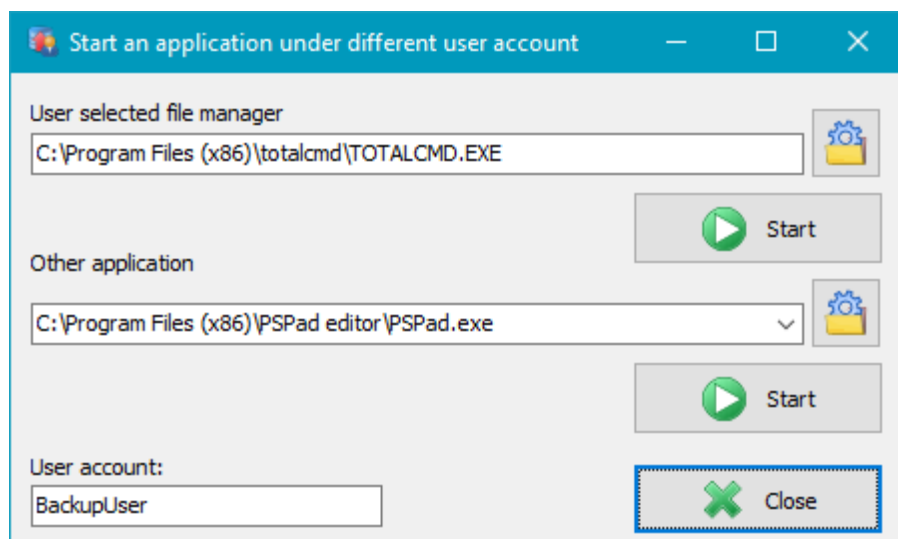 Start an application under different user account
User selected file manager
C:\Program Files (x86)\totalcmd\TOTALCMD.EXE
Start
Other application
C:\Program Files (x86)\PSPad editor\PSPad.exe
Start
User account:
BackupUser
Close